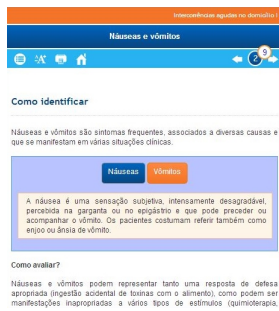 Intercorrências agudas no domicílio I
Náuseas e vômitos
A
2
9
Como identificar
Náuseas e vômitos são sintomas frequentes, associados a diversas causas e
que se manifestam em várias situações clínicas.
Náuseas Vômitos
A náusea é uma sensação subjetiva, intensamente desagradável,
percebida na garganta ou no epigástrio e que pode preceder ou
acompanhar o vômito. Os pacientes costumam referir também como
enjoo ou ânsia de vômito.
Como avaliar?
Náuseas e vômitos podem representar tanto uma resposta de defesa
apropriada (ingestão acidental de toxinas com o alimento), como podem ser
manifestações inapropriadas a vários tipos de estímulos (quimioterapia,